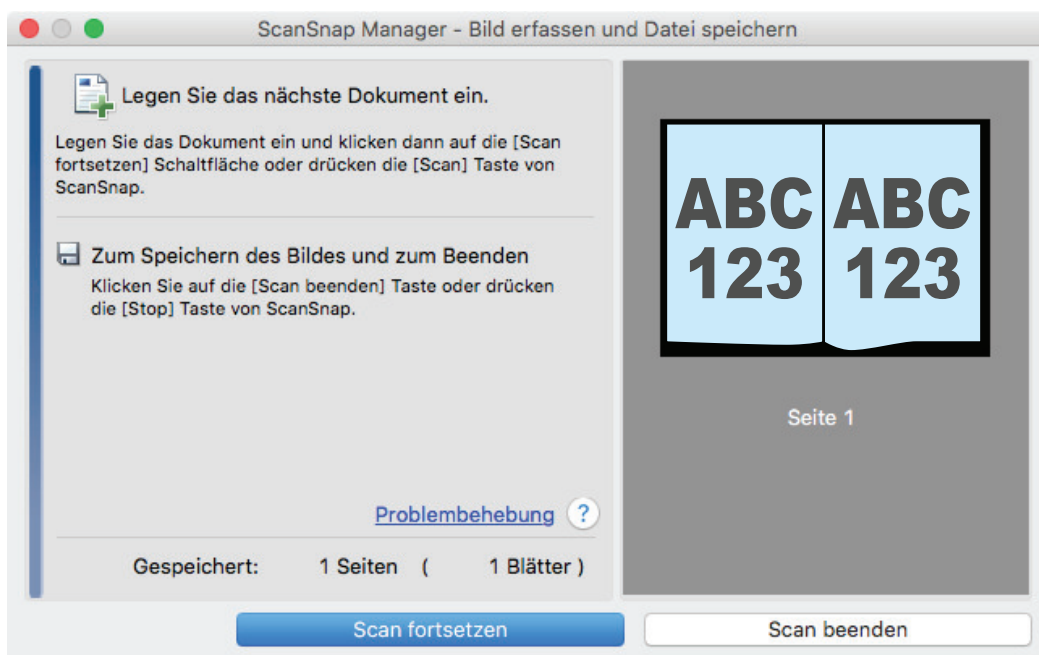 ScanSnap Manager - Bild erfassen und Datei speichern
Legen Sie das nächste Dokument ein.
Legen Sie das Dokument ein und klicken dann auf die [Scan
fortsetzen] Schaltfläche oder drücken die [Scan] Taste von
ScanSnap.
Zum Speichern des Bildes und zum Beenden
Klicken Sie auf die [Scan beenden] Taste oder drücken
die [Stop] Taste von ScanSnap.
Problembehebung ?
Gespeichert: 1 Seiten ( 1 Blätter )
ABC ABC
123 123
Seite 1
Scan fortsetzen
Scan beenden